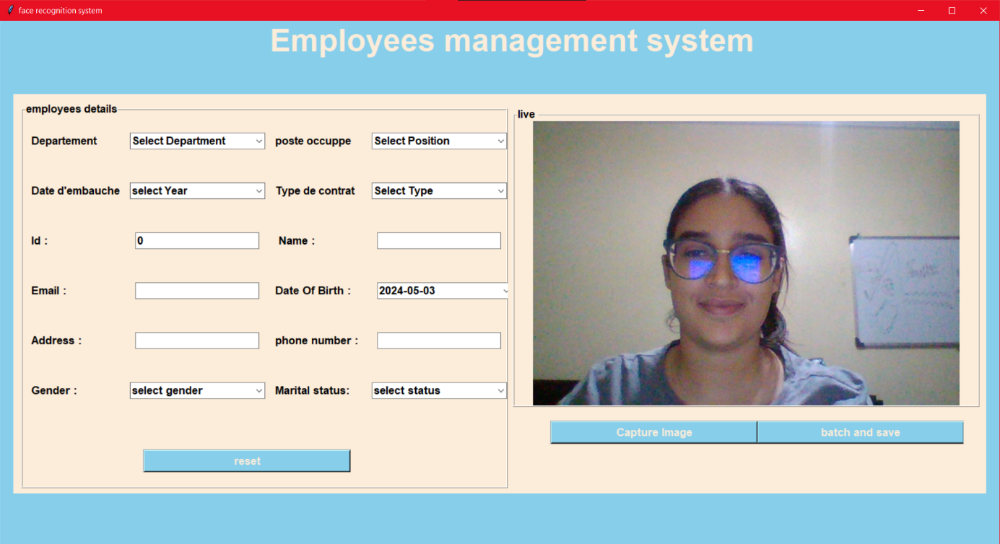 face recognition system
Employees management system
employees details
Departement Select Department poste occuppe Select Position
Date d'embauche select Year Type de contrat Select Type
Id : 0 Name :
Email : Date Of Birth : 2024-05-03
Address : phone number :
Gender : select gender Marital status: select status
reset
live
Capture Image batch and save